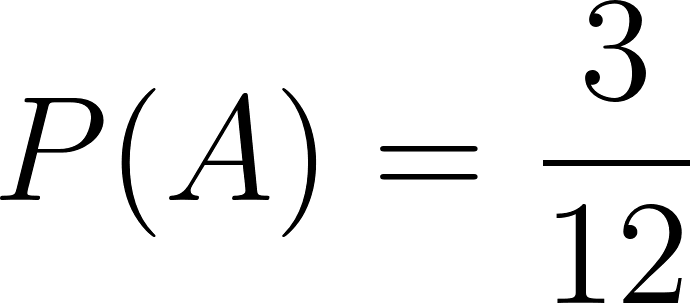 P(A) = 3/12